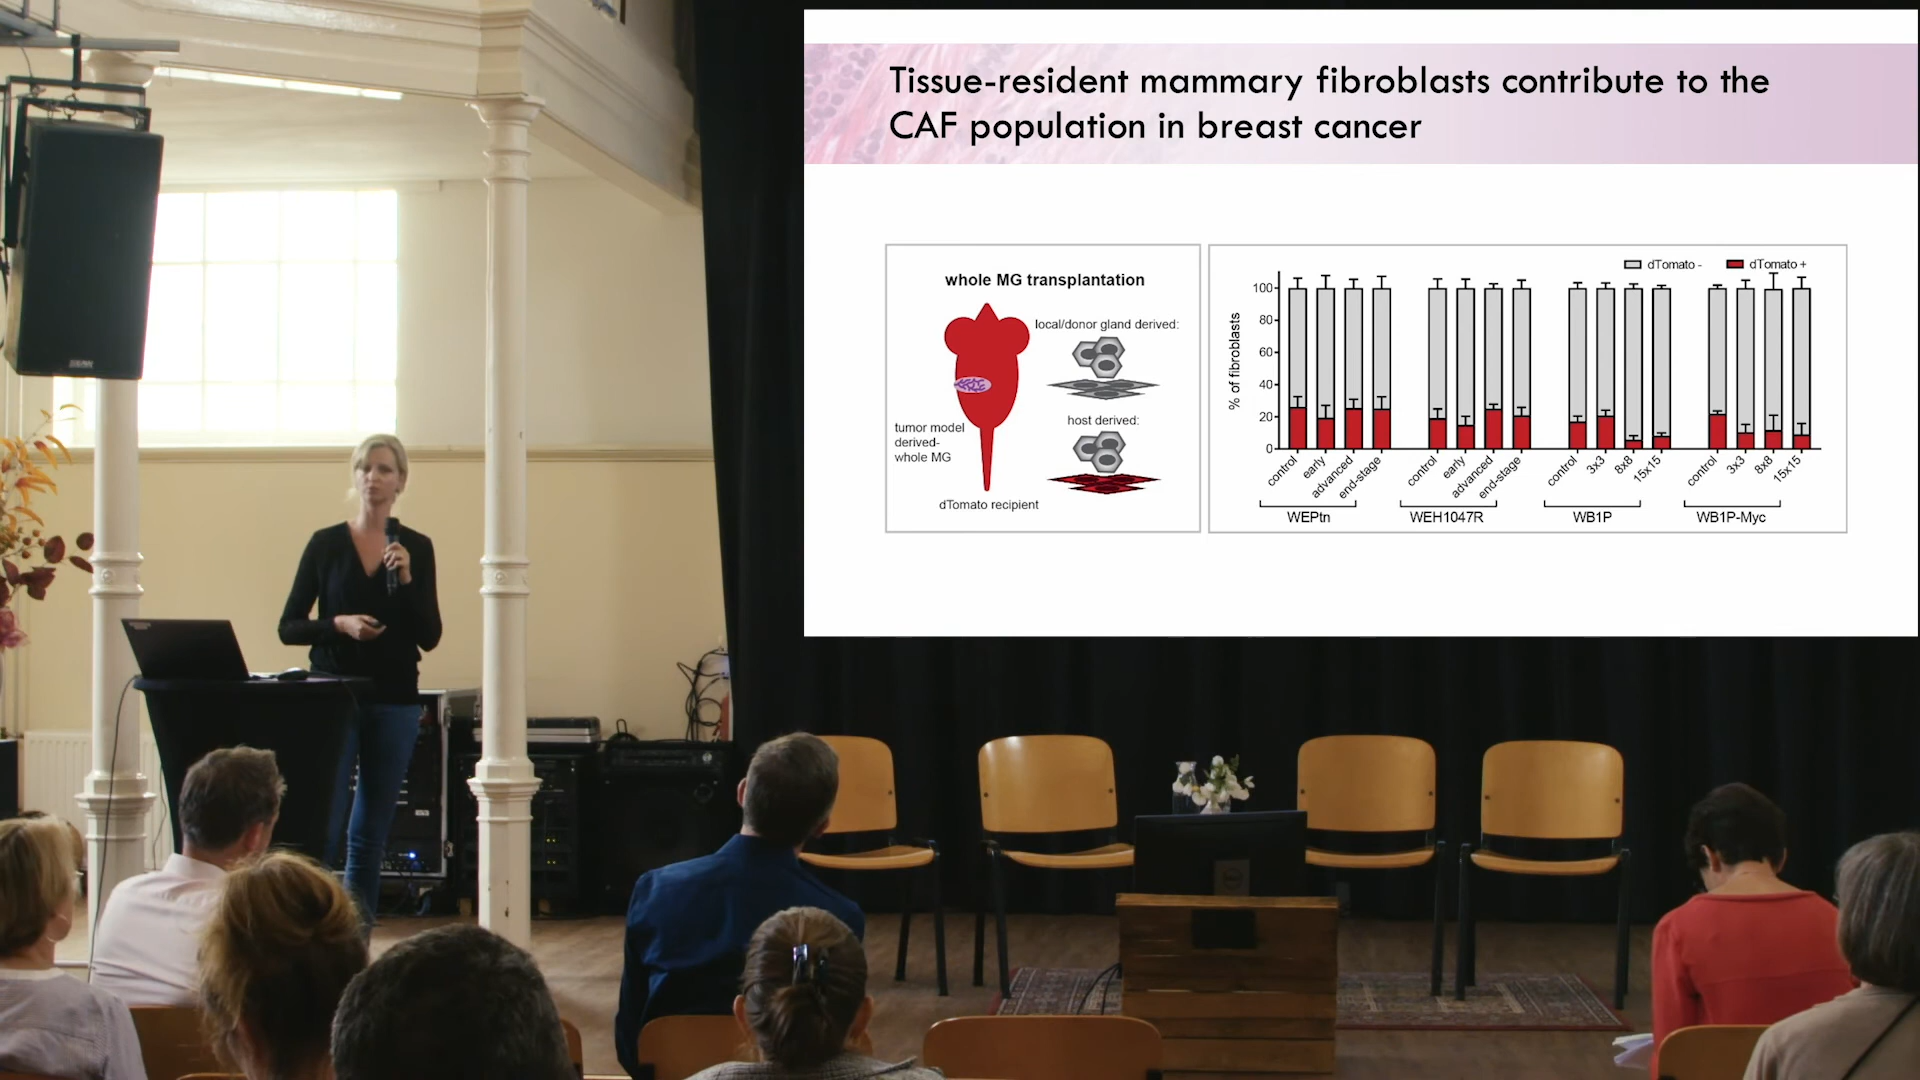 Tissue-resident mammary fibroblasts contribute to the
CAF population in breast cancer
whole MG transplantation
local/donor gland derived:
host derived:
tumor model
derived-
whole MG
dTomato recipient
dTomato -
dTomato +
% of fibroblasts
100
80
60
40
20
0
control
early
advanced
end-stage
WEPtn
control
early
advanced
end-stage
WEH1047R
control
3x3
8x8
15x15
WB1P
control
3x3
8x8
15x15
WB1P-Myc